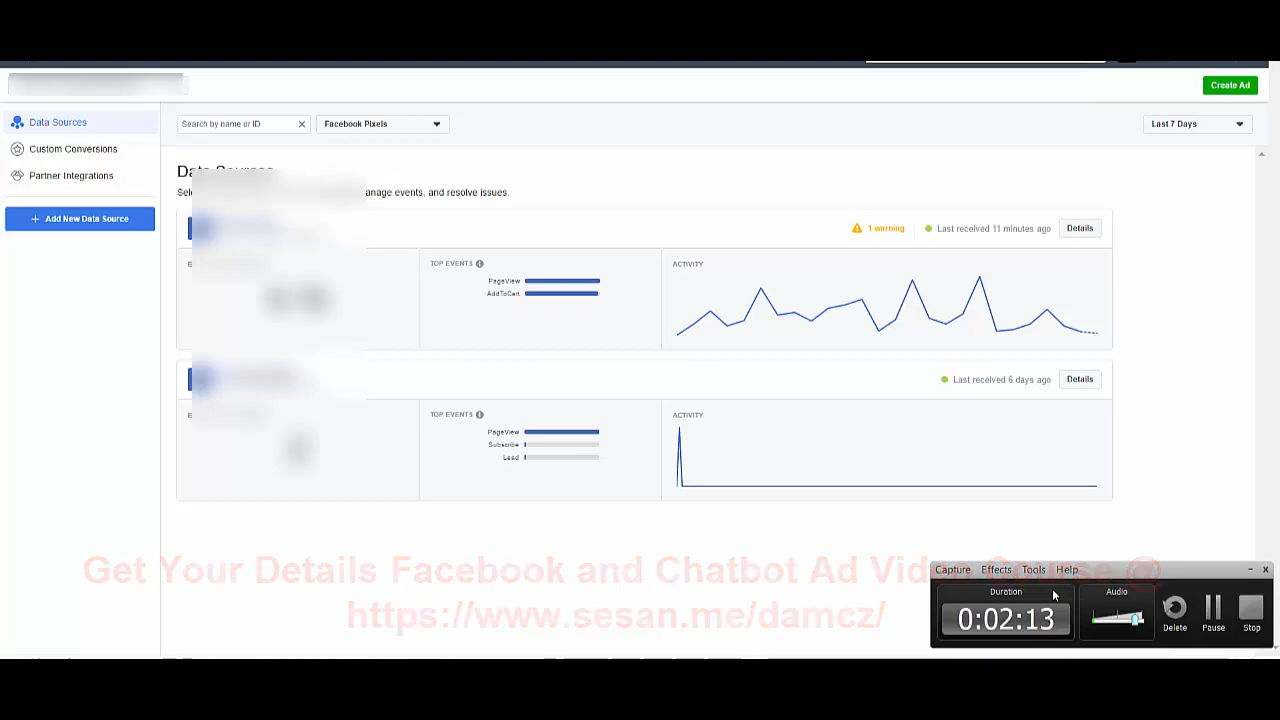 Create Ad
Data Sources
Search by name or ID
Facebook Pixels
Last 7 Days
Custom Conversions
Partner Integrations
Add New Data Source
anage events, and resolve issues.
1 warning
Last received 11 minutes ago
Details
TOP EVENTS
ACTIVITY
PageView
AddToCart
Last received 6 days ago
Details
TOP EVENTS
ACTIVITY
PageView
Subscribe
Lead
Get Your Details Facebook and Chatbot Ad Video Course @
https://www.sesan.me/damcz/
Capture Effects Tools Help
Duration
Audio
0:02:13
Delete
Pause
Stop